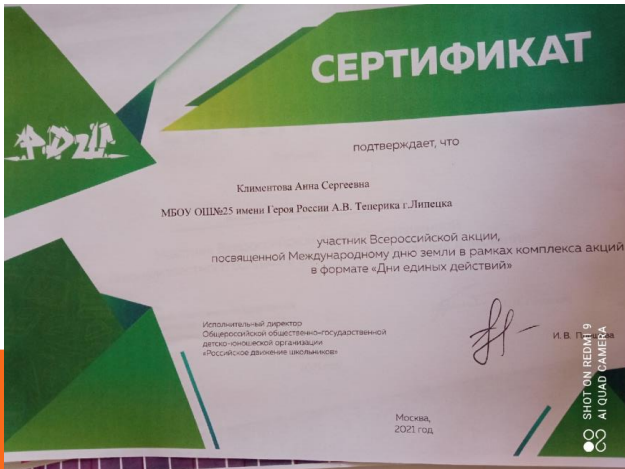 СЕРТИФИКАТ
РДШ
подтверждает, что
Климентова Анна Сергеевна
МБОУ ОШ№25 имени Героя России А.В. Теперика г.Липецка
участник Всероссийской акции,
посвященной Международному дню земли в рамках комплекса акций
в формате «Дни единых действий»
Исполнительный директор
Общероссийской общественно-государственной
детско-юношеской организации
«Российское движение школьников»
И. В.
Москва,
2021 год
SHOT ON REDMI 9
AI QUAD CAMERA